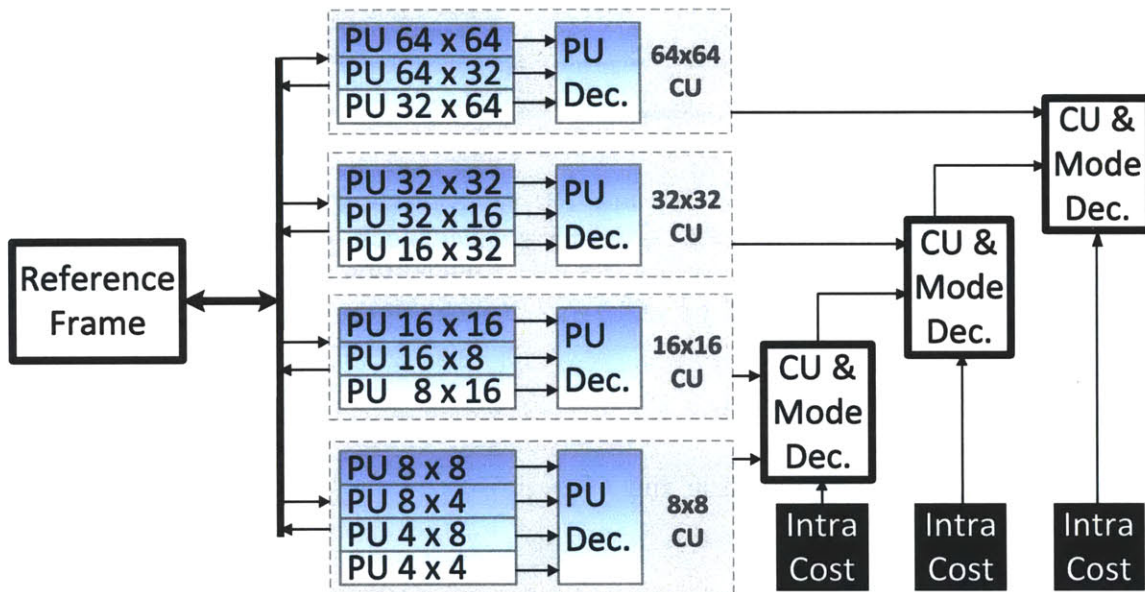 PU 64 x 64
PU 64 x 32
PU 32 x 64
PU
Dec.
64x64
CU
PU 32 x 32
PU 32 x 16
PU 16 x 32
PU
Dec.
32x32
CU
PU 16 x 16
PU 16 x 8
PU 8 x 16
PU
Dec.
16x16
CU
PU 8 x 8
PU 8 x 4
PU 4 x 8
PU 4 x 4
PU
Dec.
8x8
CU
Reference
Frame
CU &
Mode
Dec.
CU &
Mode
Dec.
CU &
Mode
Dec.
Intra
Cost
Intra
Cost
Intra
Cost